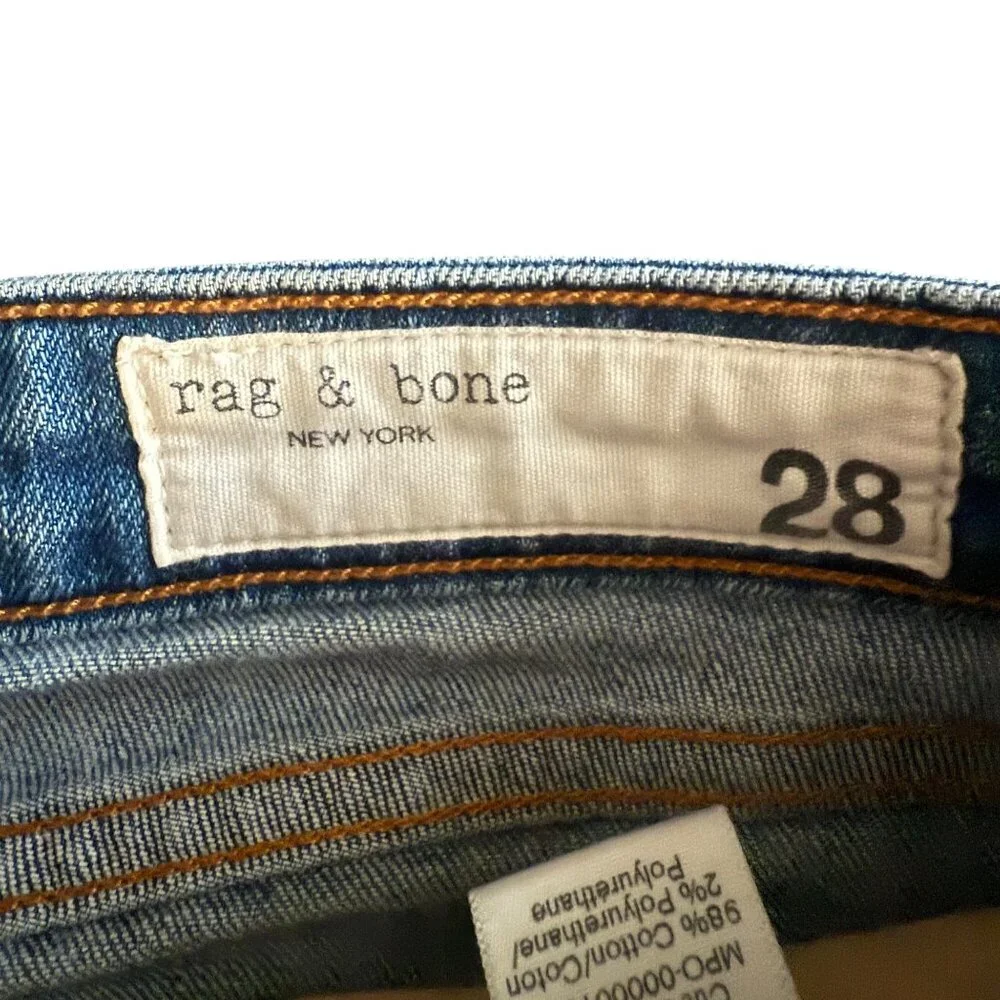 rag & bone
NEW YORK
28
98% Cotton/Coton
2% Polyurethane/
Polyuréthane